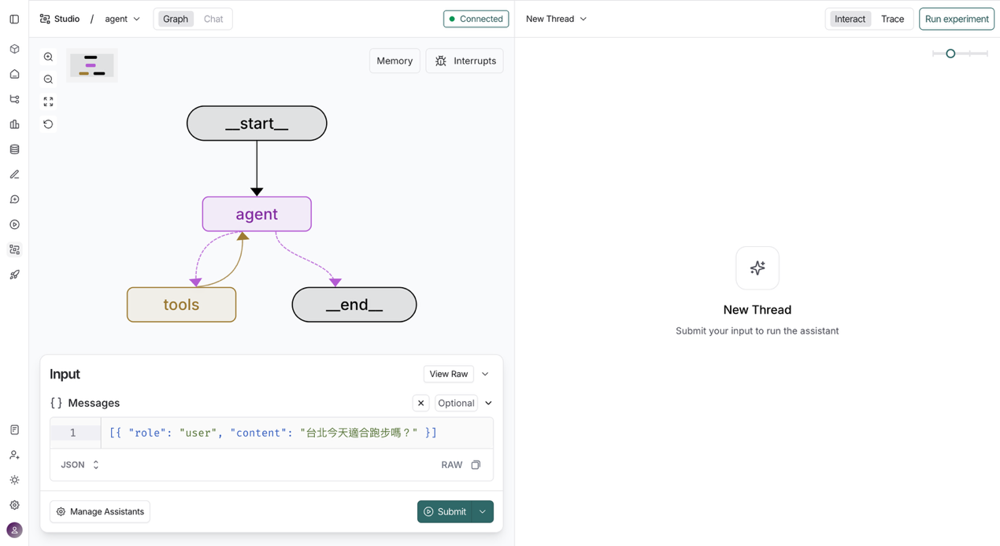 Studio / agent Graph Chat Connected
New Thread Interact Trace Run experiment
Memory Interrupts
__start__
agent
tools
__end__
New Thread
Submit your input to run the assistant
Input View Raw
{ } Messages Optional
1 [{ "role": "user", "content": "台北今天適合跑步嗎？" }]
JSON RAW
Manage Assistants Submit